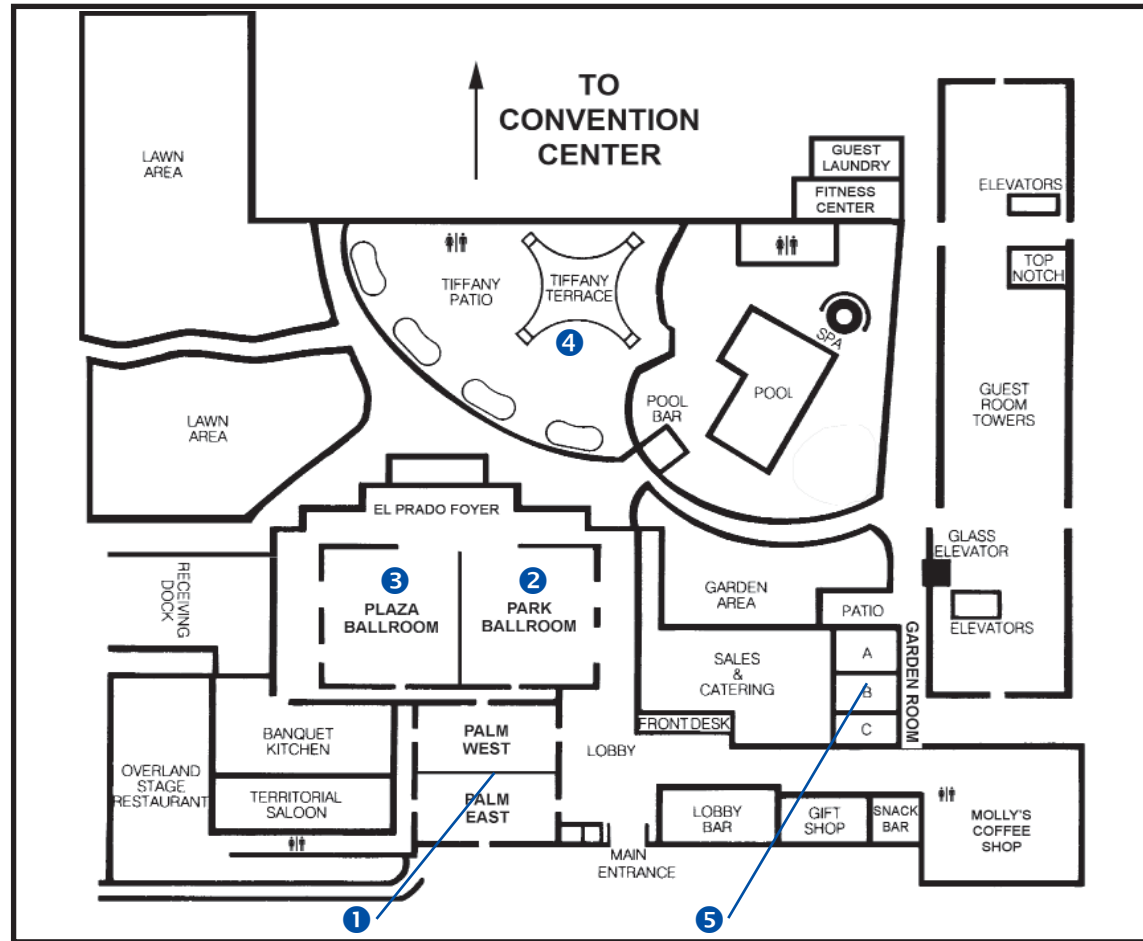 TO
CONVENTION
CENTER
LAWN
AREA
GUEST
LAUNDRY
FITNESS
CENTER
ELEVATORS
TOP
NOTCH
TIFFANY
PATIO
TIFFANY
TERRACE
4
SPA
POOL
POOL
BAR
GUEST
ROOM
TOWERS
LAWN
AREA
EL PRADO FOYER
GLASS
ELEVATOR
RECEIVING
DOCK
3
PLAZA
BALLROOM
2
PARK
BALLROOM
GARDEN
AREA
PATIO
ELEVATORS
GARDEN ROOM
A
B
C
SALES
&
CATERING
FRONT DESK
LOBBY
BANQUET
KITCHEN
PALM
WEST
OVERLAND
STAGE
RESTAURANT
TERRITORIAL
SALOON
PALM
EAST
LOBBY
BAR
GIFT
SHOP
SNACK
BAR
MOLLY'S
COFFEE
SHOP
MAIN
ENTRANCE
1
5